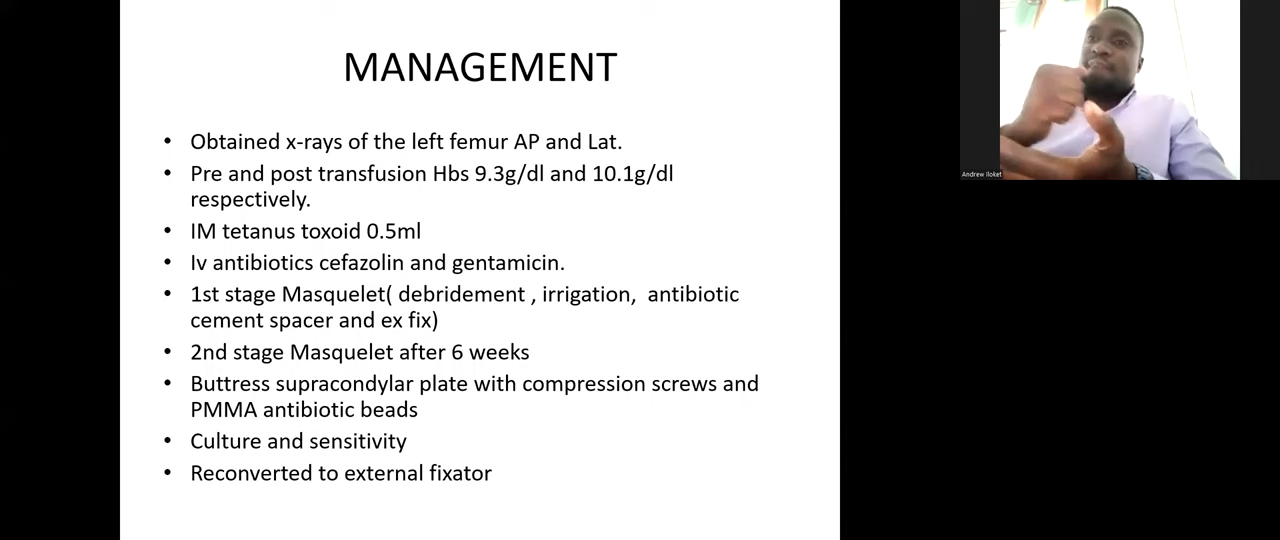 MANAGEMENT
• Obtained x-rays of the left femur AP and Lat.
• Pre and post transfusion Hbs 9.3g/dl and 10.1g/dl
respectively.
• IM tetanus toxoid 0.5ml
• Iv antibiotics cefazolin and gentamicin.
• 1st stage Masquelet( debridement , irrigation, antibiotic
cement spacer and ex fix)
• 2nd stage Masquelet after 6 weeks
• Buttress supracondylar plate with compression screws and
PMMA antibiotic beads
• Culture and sensitivity
• Reconverted to external fixator
Andrew Iloket